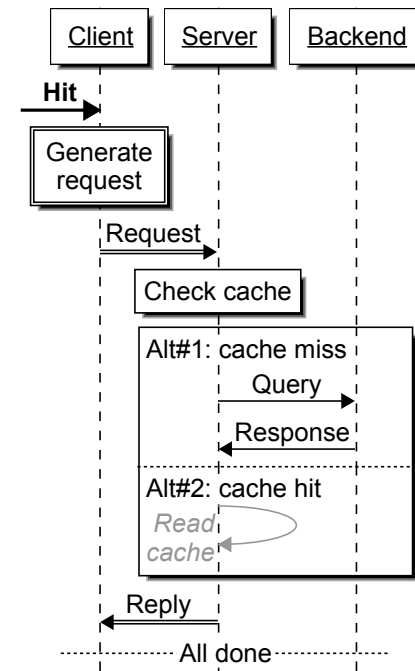 Client Server Backend
Hit
Generate
request
Request
Check cache
Alt#1: cache miss
Query
Response
Alt#2: cache hit
Read
cache
Reply
All done